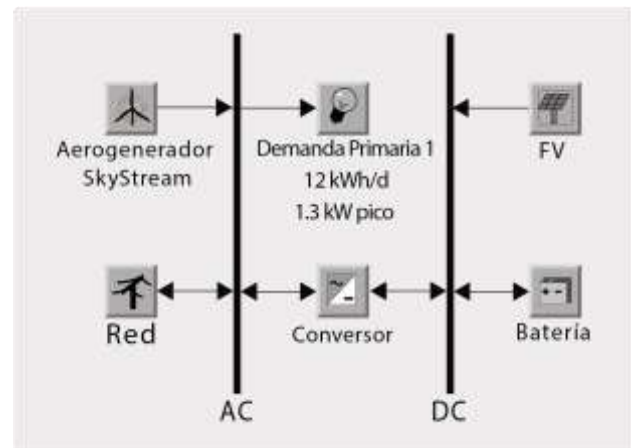 Aerogenerador
SkyStream
Demanda Primaria 1
12 kWh/d
1.3 kW pico
FV
Red
Conversor
Batería
AC
DC